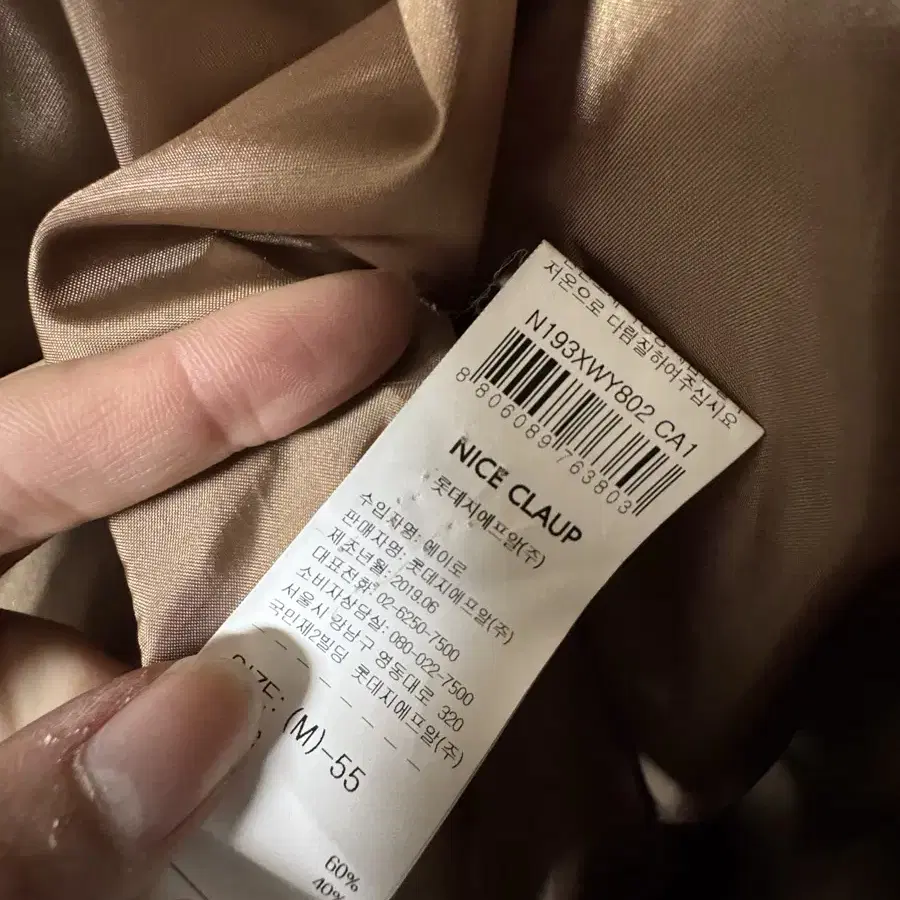 저온으로 다림질하여주십시요
N193XWY802 CA1
8806089763803
NICE CLAUP
롯데지에프알(주)
수입자명: 에이로
판매자명: 롯데지에프알(주)
제조년월: 2019.06
대표전화: 02-6250-7500
소비자상담실: 080-022-7500
서울시 강남구 영동대로 320
국민제2빌딩 롯데지에프알(주)
SIZE: (M)-55
60%
40%